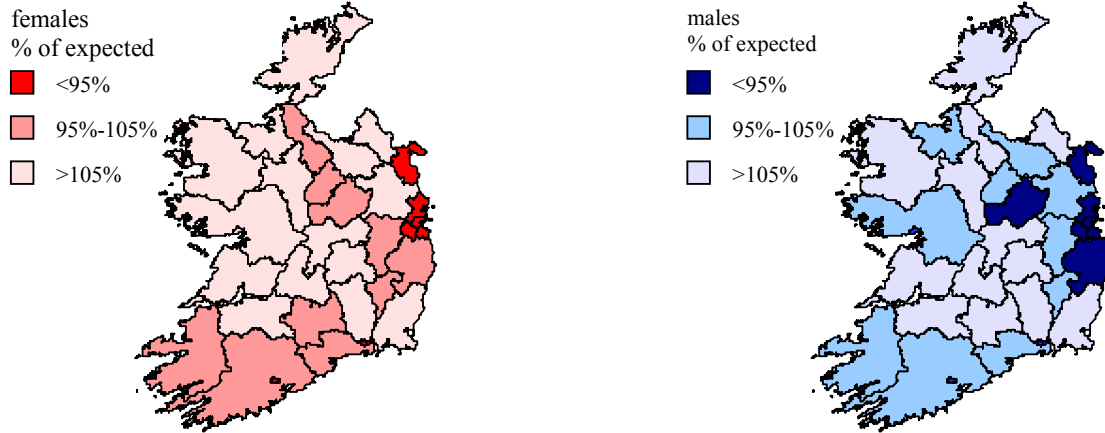 females
% of expected
<95%
95%-105%
>105%
males
% of expected
<95%
95%-105%
>105%